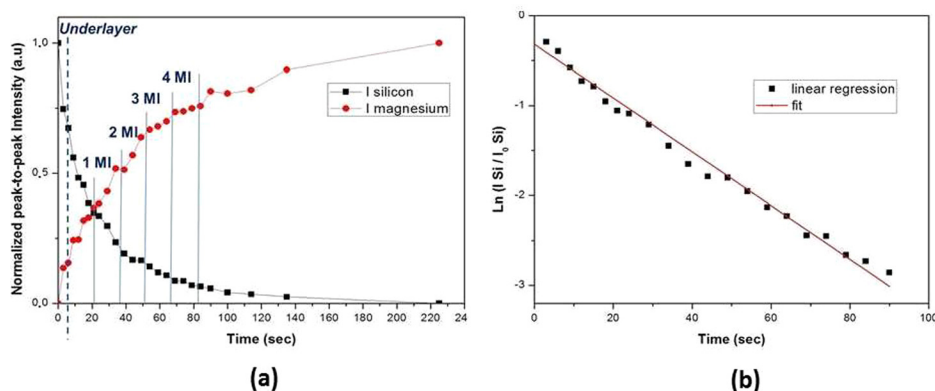 Underlayer
1,0
0,5
0,0
Normalized peak-to-peak Intensity (a.u)
1 Ml
2 Ml
3 Ml
4 Ml
I silicon
I magnesium
0 20 40 60 80 100 120 140 160 180 200 220 24
Time (sec)
(a)
0
-1
-2
-3
Ln (I Si / I₀ Si)
linear regression
fit
0 20 40 60 80 100
Time (sec)
(b)